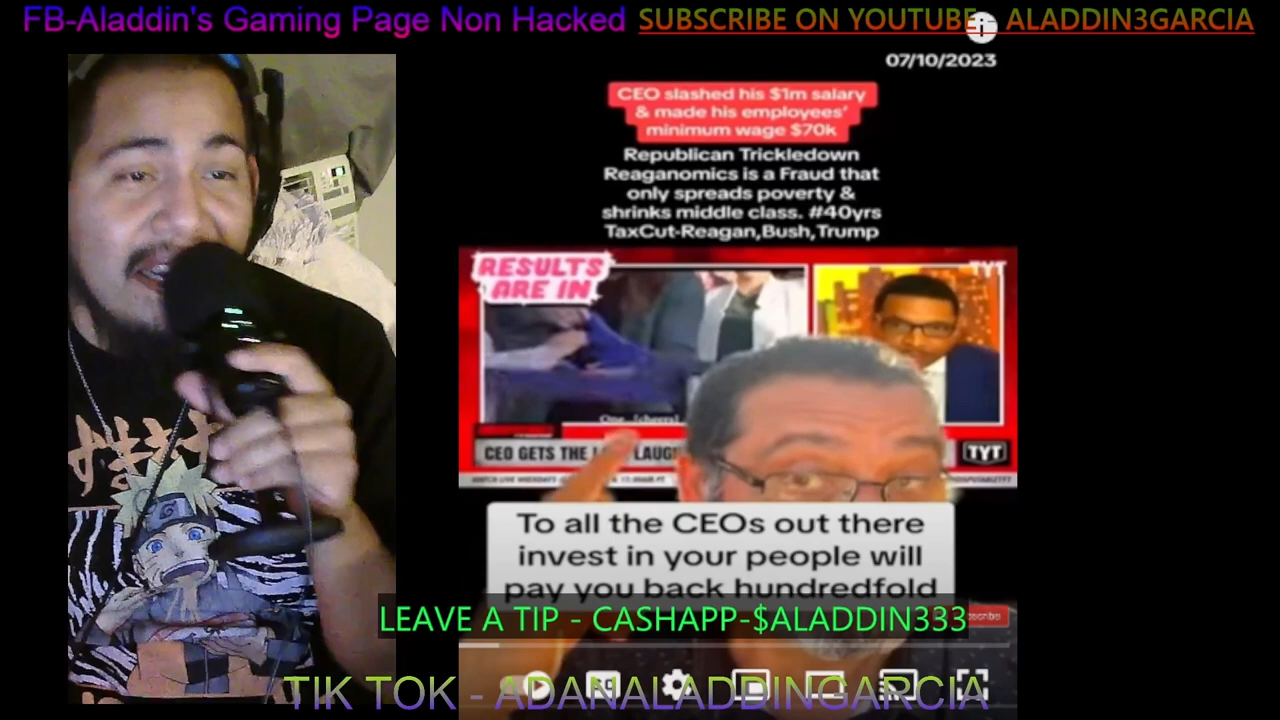 FB-Aladdin's Gaming Page Non Hacked
SUBSCRIBE ON YOUTUBE - ALADDIN3GARCIA
07/10/2023
CEO slashed his $1m salary
& made his employees'
minimum wage $70k
Republican Trickledown
Reaganomics is a Fraud that
only spreads poverty &
shrinks middle class. #40yrs
TaxCut-Reagan,Bush,Trump
RESULTS
ARE IN
TYT
One [cheers]
CEO GETS THE LAUGH
TYT
To all the CEOs out there
invest in your people will
pay you back hundredfold
LEAVE A TIP - CASHAPP-$ALADDIN333
TIK TOK - ADANALADDINGARCIA